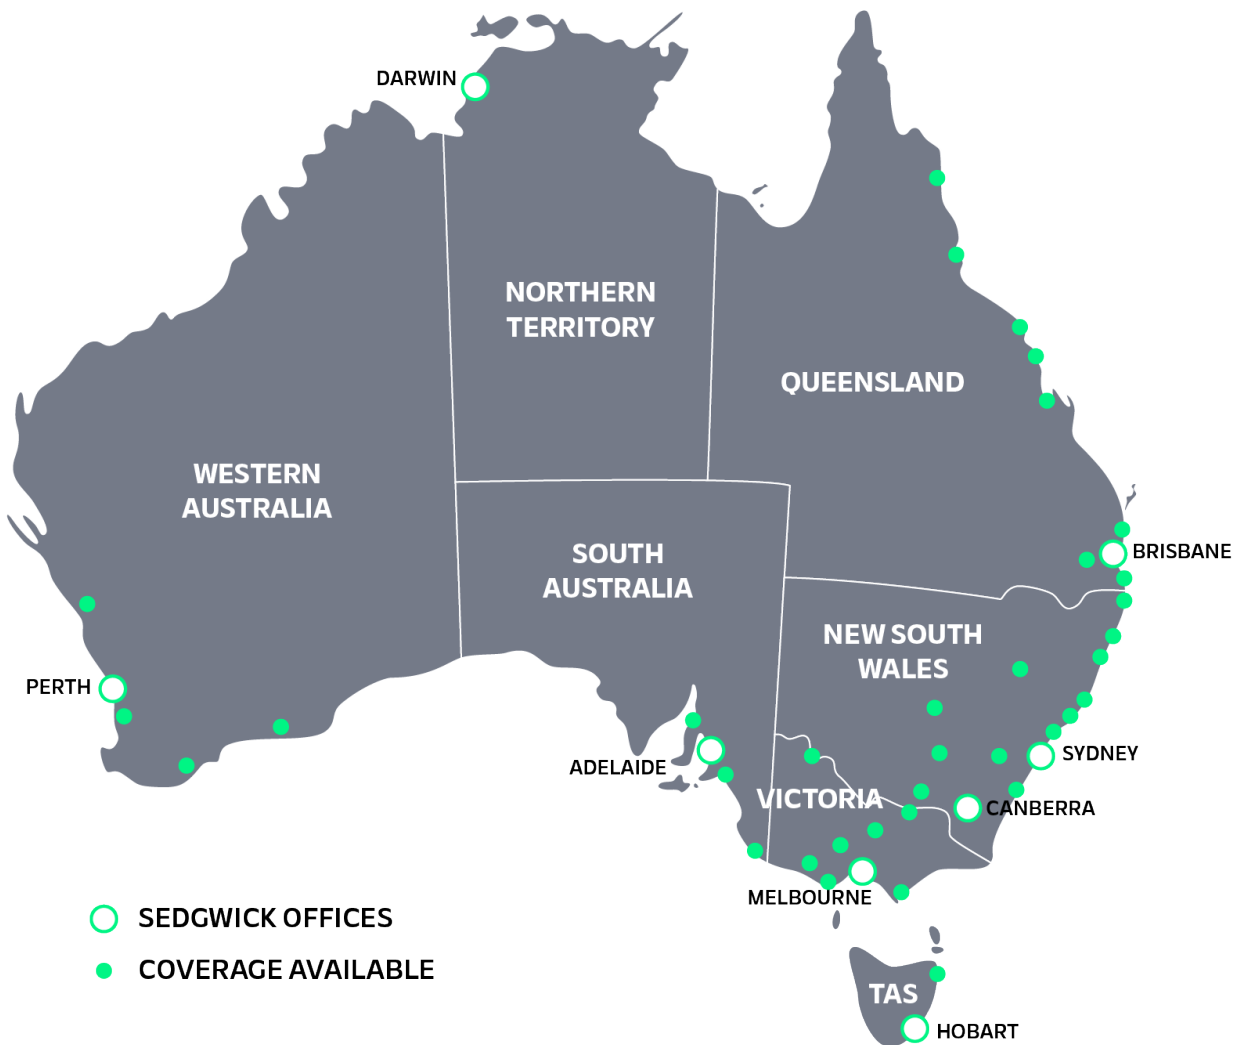 DARWIN
NORTHERN
TERRITORY
QUEENSLAND
WESTERN
AUSTRALIA
SOUTH
AUSTRALIA
BRISBANE
NEW SOUTH
WALES
PERTH
ADELAIDE
SYDNEY
VICTORIA
CANBERRA
MELBOURNE
SEDGWICK OFFICES
COVERAGE AVAILABLE
TAS
HOBART